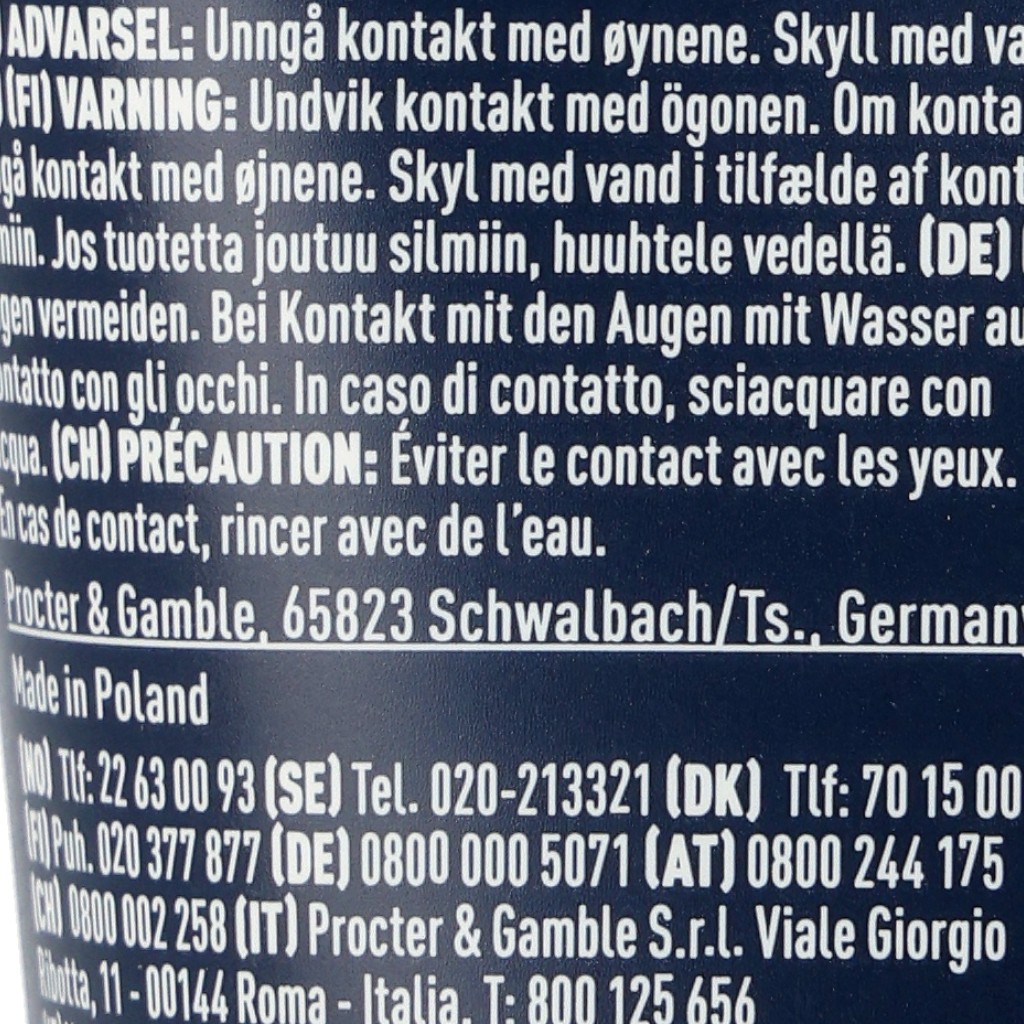 ADVARSEL: Unngå kontakt med øynene. Skyll med va
(FI) VARNING: Undvik kontakt med ögonen. Om konta
gå kontakt med øjnene. Skyl med vand i tilfælde af kont
miin. Jos tuotetta joutuu silmiin, huuhtele vedellä. (DE)
gen vermeiden. Bei Kontakt mit den Augen mit Wasser au
ntatto con gli occhi. In caso di contatto, sciacquare con
cqua. (CH) PRÉCAUTION: Éviter le contact avec les yeux.
En cas de contact, rincer avec de l'eau.
Procter & Gamble, 65823 Schwalbach/Ts., German
Made in Poland
(NO) Tlf: 22 63 00 93 (SE) Tel. 020-213321 (DK) Tlf: 70 15 00
(FI) Puh. 020 377 877 (DE) 0800 000 5071 (AT) 0800 244 175
(CH) 0800 002 258 (IT) Procter & Gamble S.r.l. Viale Giorgio
Ribotta, 11 - 00144 Roma - Italia. T: 800 125 656